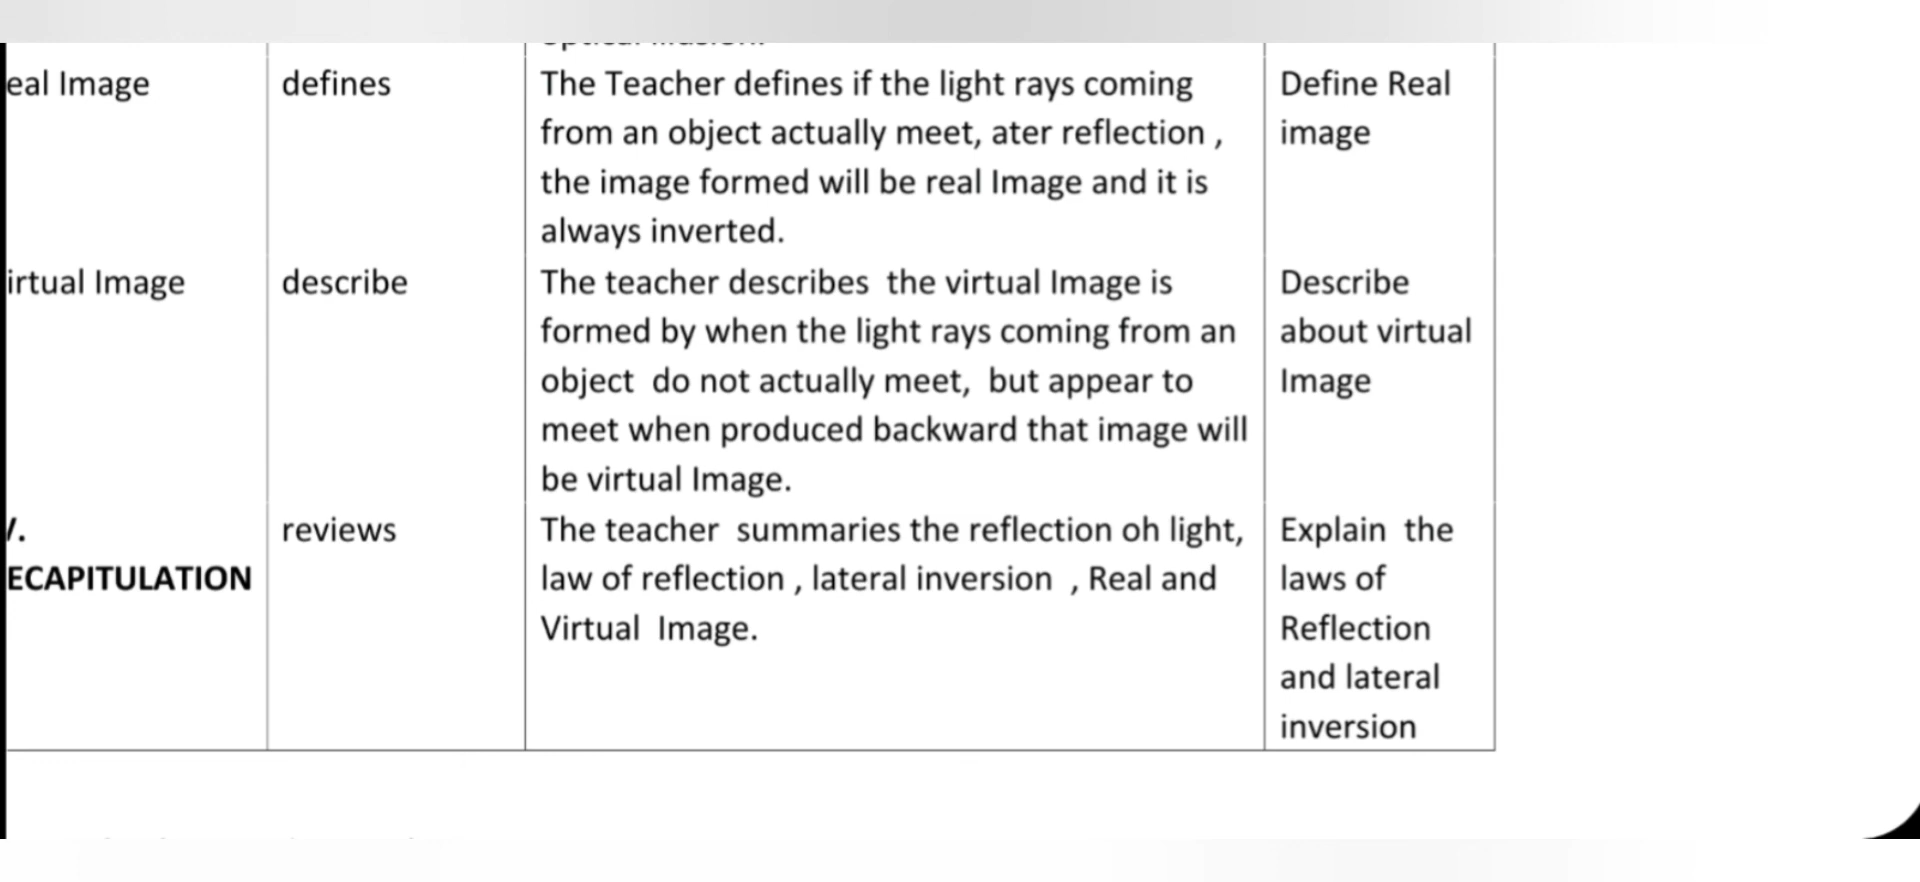 eal Image
defines
The Teacher defines if the light rays coming
from an object actually meet, ater reflection ,
the image formed will be real Image and it is
always inverted.
Define Real
image
irtual Image
describe
The teacher describes the virtual Image is
formed by when the light rays coming from an
object do not actually meet, but appear to
meet when produced backward that image will
be virtual Image.
Describe
about virtual
Image
.
ECAPITULATION
reviews
The teacher summaries the reflection oh light,
law of reflection , lateral inversion , Real and
Virtual Image.
Explain the
laws of
Reflection
and lateral
inversion